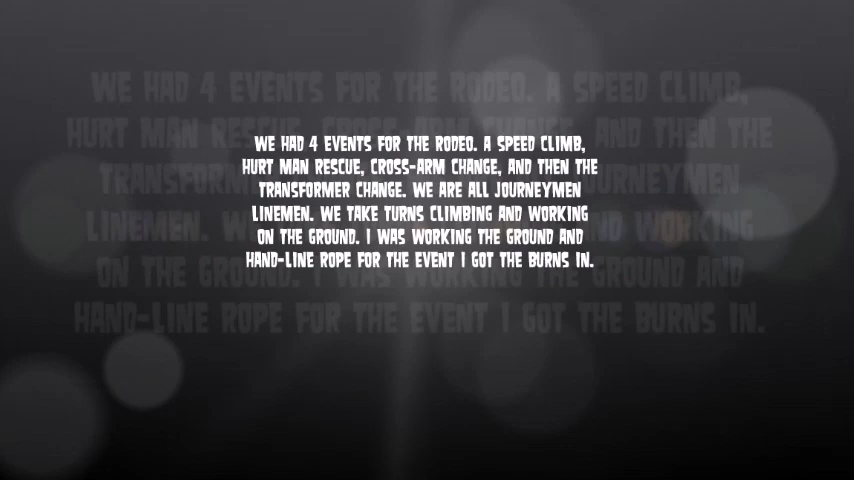 WE HAD 4 EVENTS FOR THE RODEO. A SPEED CLIMB,
HURT MAN RESCUE, CROSS-ARM CHANGE, AND THEN THE
TRANSFORMER CHANGE. WE ARE ALL JOURNEYMEN
LINEMEN. WE TAKE TURNS CLIMBING AND WORKING
ON THE GROUND. I WAS WORKING THE GROUND AND
HAND-LINE ROPE FOR THE EVENT I GOT THE BURNS IN.